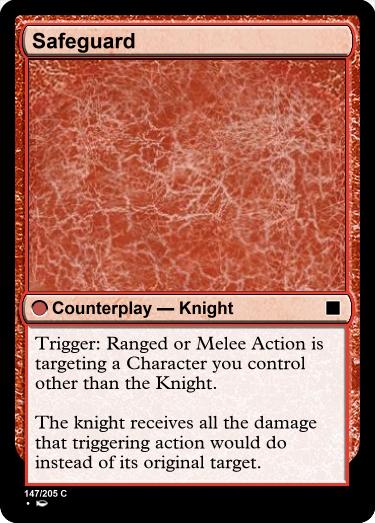 Safeguard
Counterplay — Knight
Trigger: Ranged or Melee Action is
targeting a Character you control
other than the Knight.
The knight receives all the damage
that triggering action would do
instead of its original target.
147/205 C